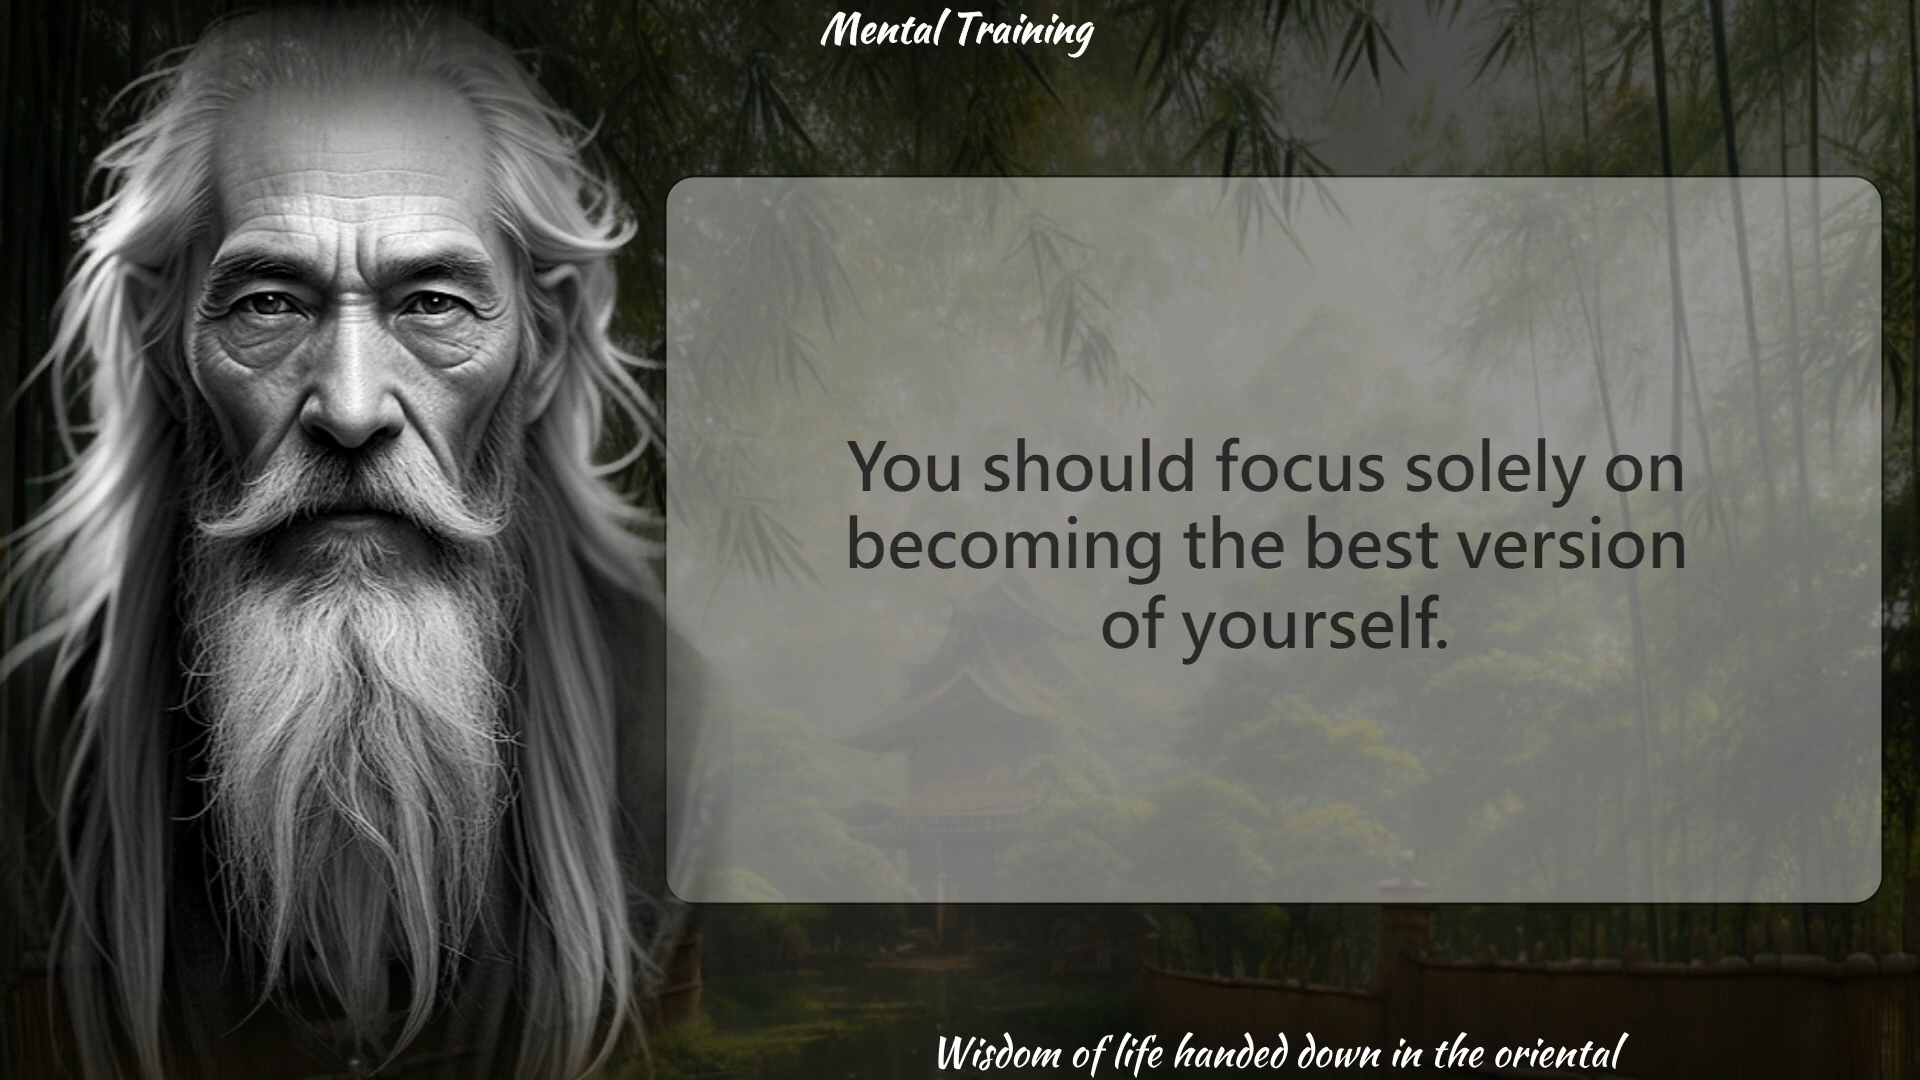 Mental Training
You should focus solely on
becoming the best version
of yourself.
Wisdom of life handed down in the oriental